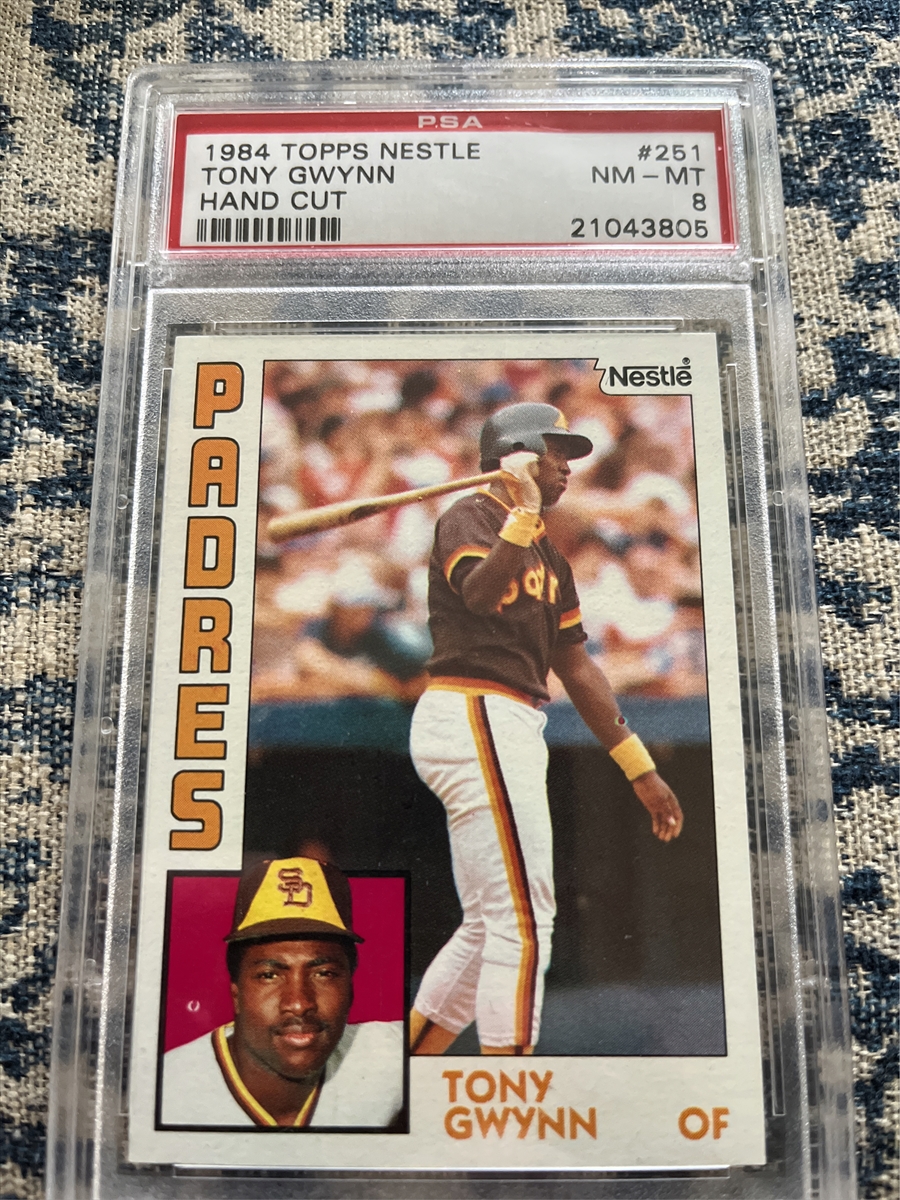 PSA
1984 TOPPS NESTLE #251
TONY GWYNN NM - MT
HAND CUT 8
21043805
Nestlé®
PADRES
Padr
SD
TONY
GWYNN OF